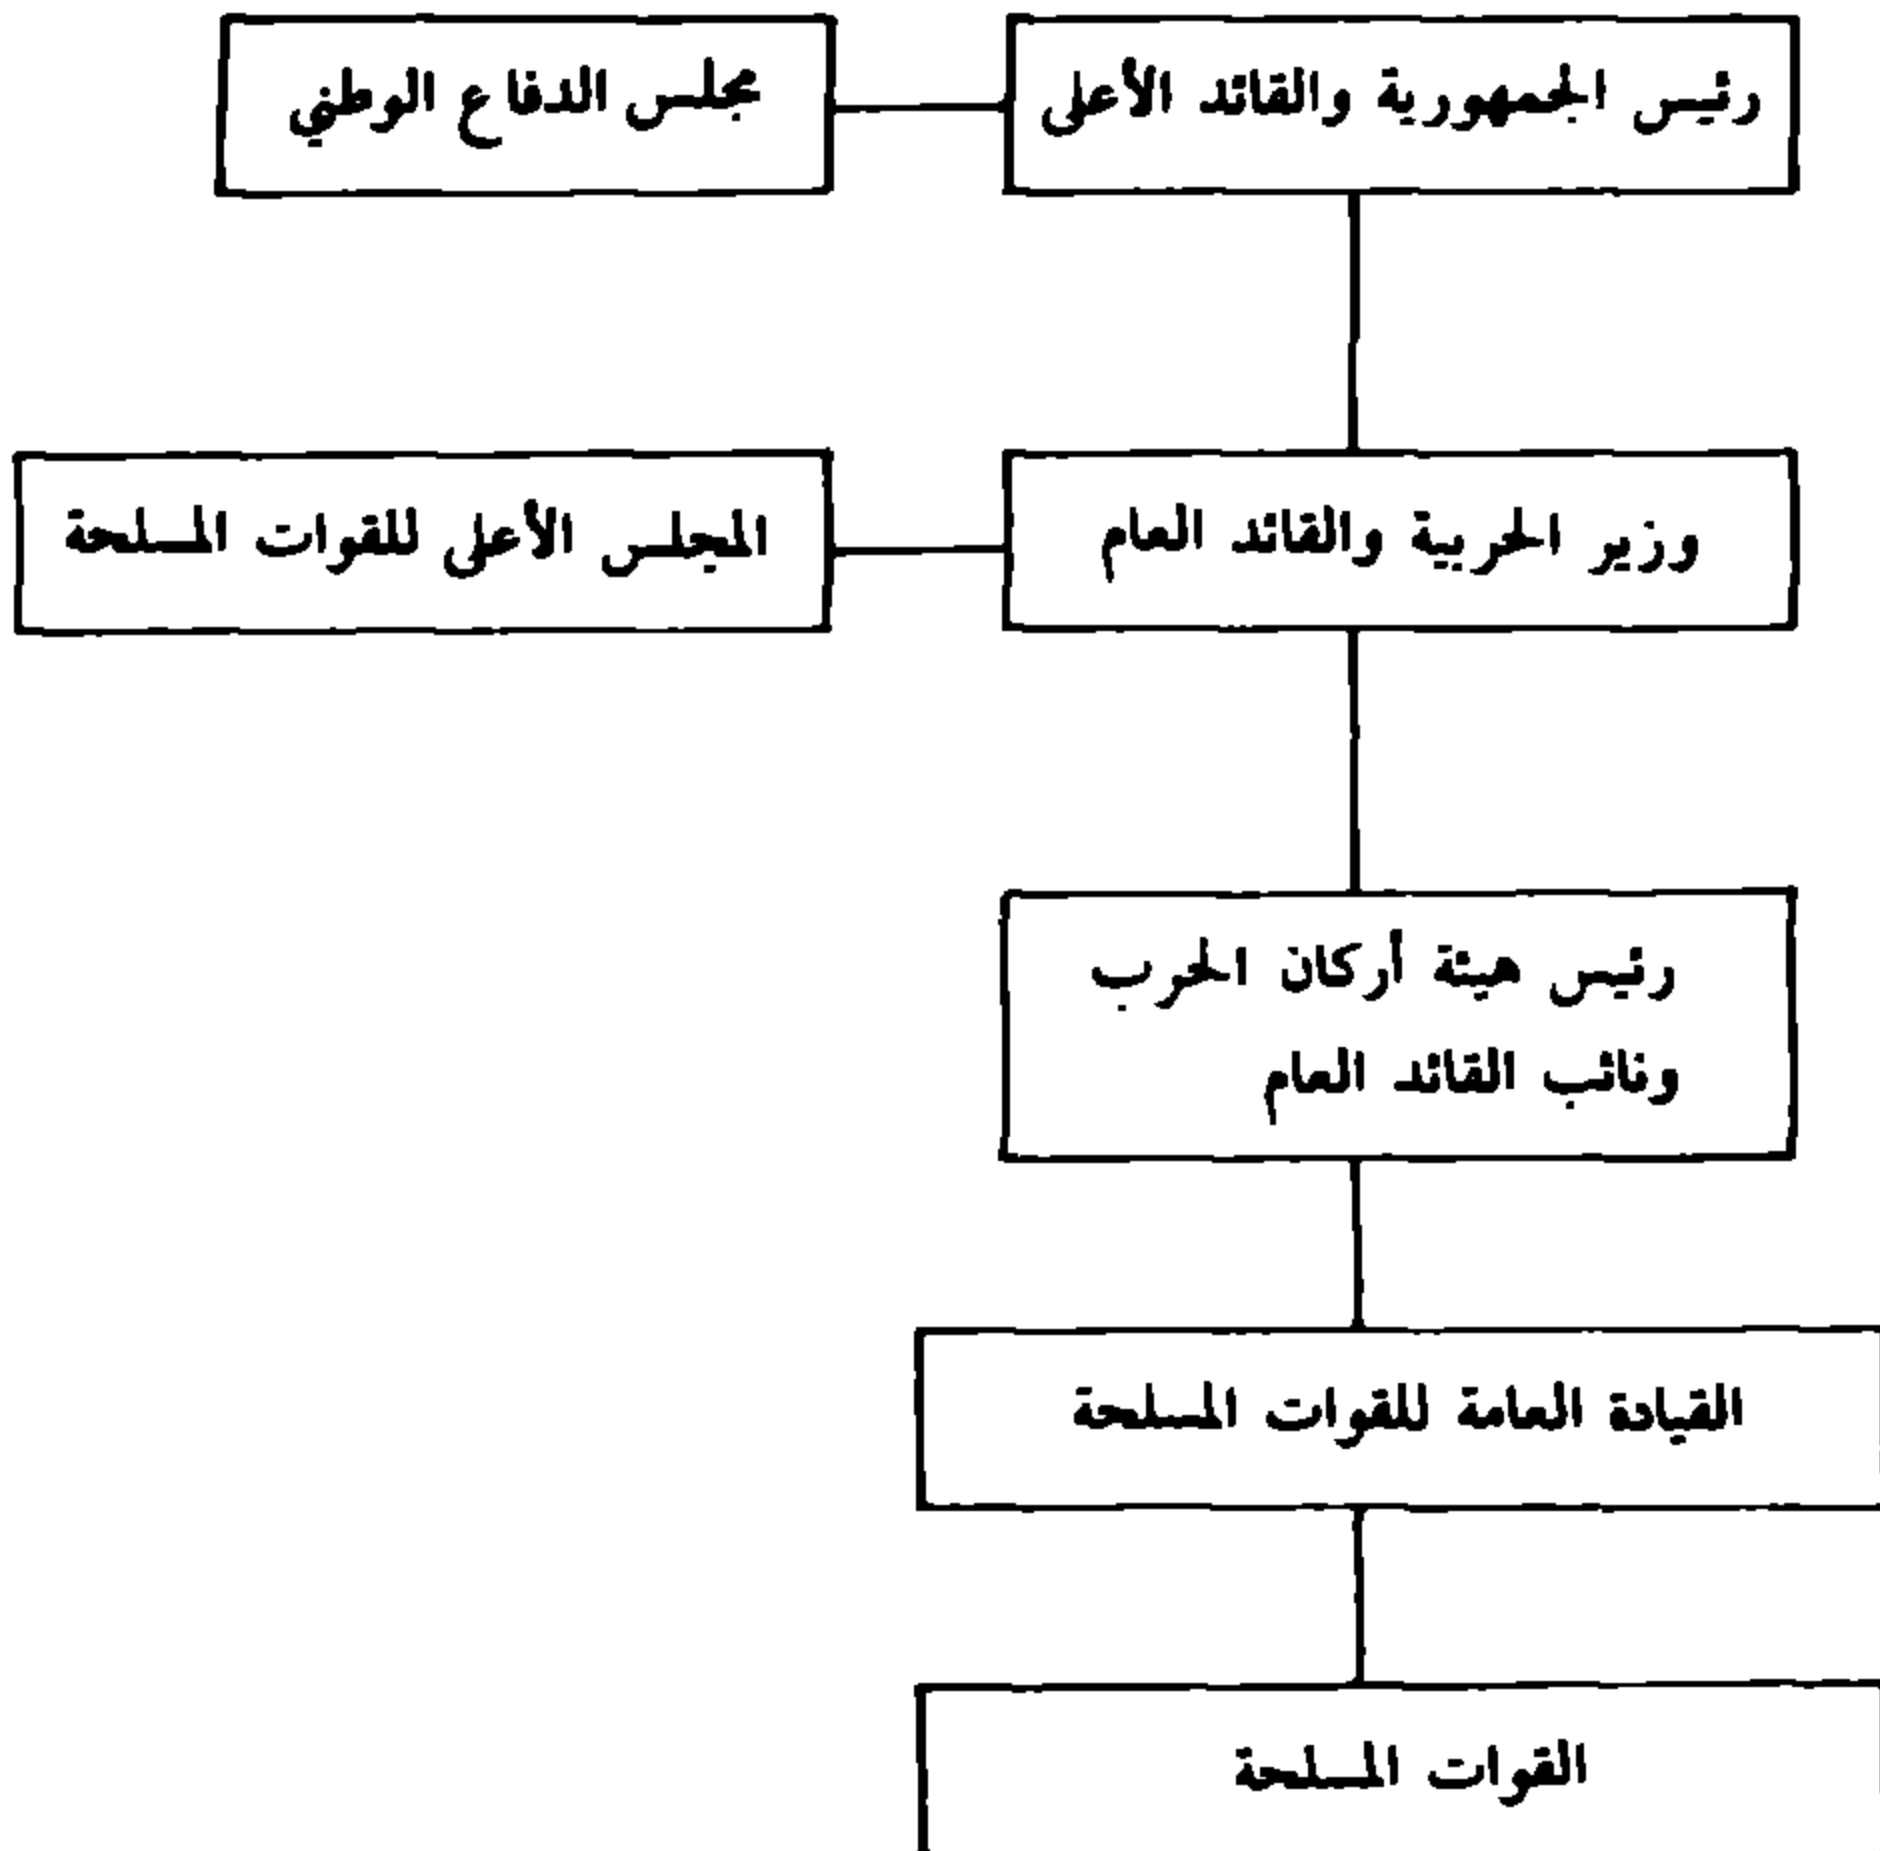 رئيس الجمهورية والقائد الأعلى
مجلس الدفاع الوطني
وزير الحربية والقائد العام
المجلس الأعلى للقوات المسلحة
رئيس هيئة أركان الحرب
ونائب القائد العام
القيادة العامة للقوات المسلحة
القوات المسلحة